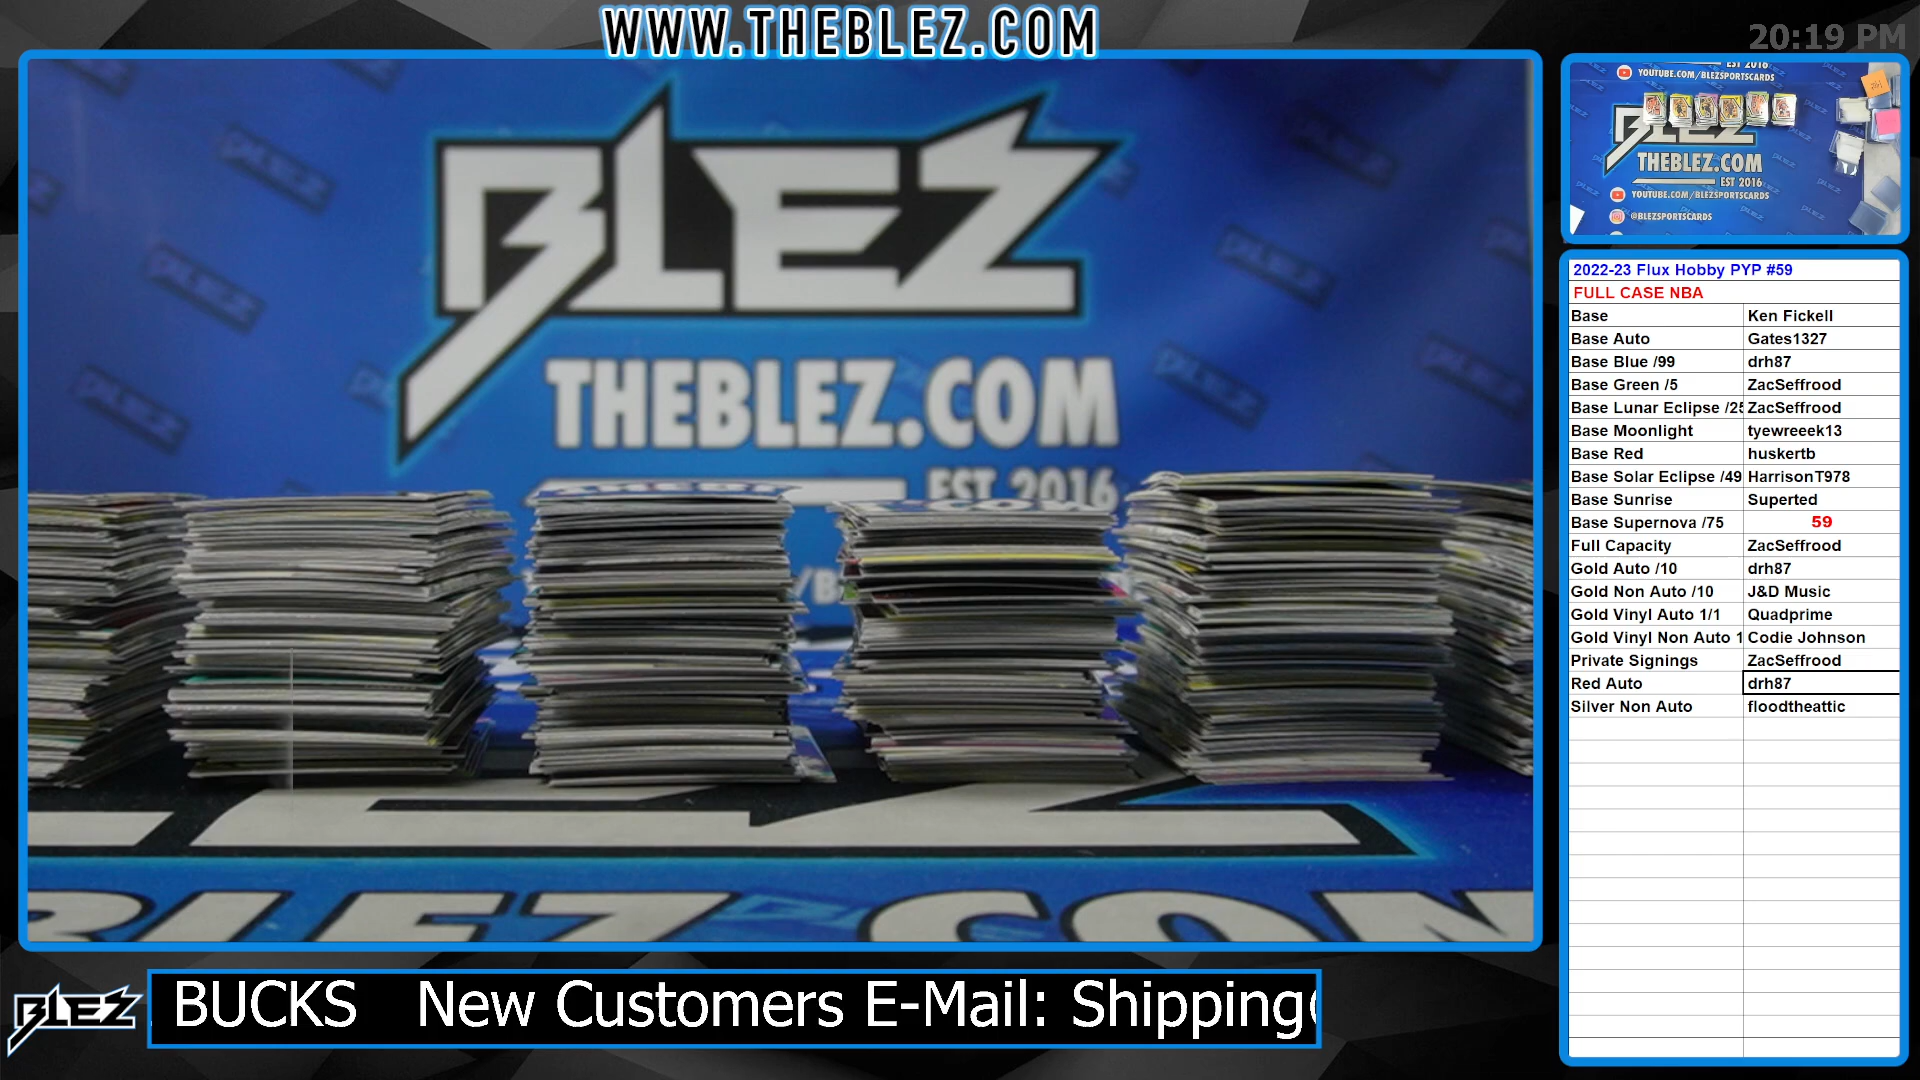 WWW.THEBLEZ.COM
20:19 PM
BLEZ
THEBLEZ.COM
EST 2016
EST 2016
YOUTUBE.COM/BLEZSPORTSCARDS
BLEZ
THEBLEZ.COM
EST 2016
YOUTUBE.COM/BLEZSPORTSCARDS
@BLEZSPORTSCARDS
2022-23 Flux Hobby PYP #59
FULL CASE NBA
Base Ken Fickell
Base Auto Gates1327
Base Blue /99 drh87
Base Green /5 ZacSeffrood
Base Lunar Eclipse /25 ZacSeffrood
Base Moonlight tyewreeek13
Base Red huskertb
Base Solar Eclipse /49 HarrisonT978
Base Sunrise Superted
Base Supernova /75 59
Full Capacity ZacSeffrood
Gold Auto /10 drh87
Gold Non Auto /10 J&D Music
Gold Vinyl Auto 1/1 Quadprime
Gold Vinyl Non Auto 1 Codie Johnson
Private Signings ZacSeffrood
Red Auto drh87
Silver Non Auto floodtheattic
BLEZ
BUCKS New Customers E-Mail: Shipping